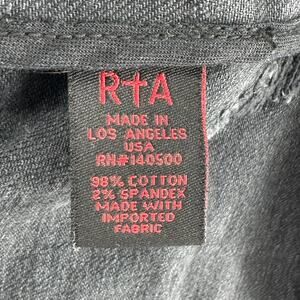 R†A
MADE IN
LOS ANGELES
USA
RN#140500
98% COTTON
2% SPANDEX
MADE WITH
IMPORTED
FABRIC